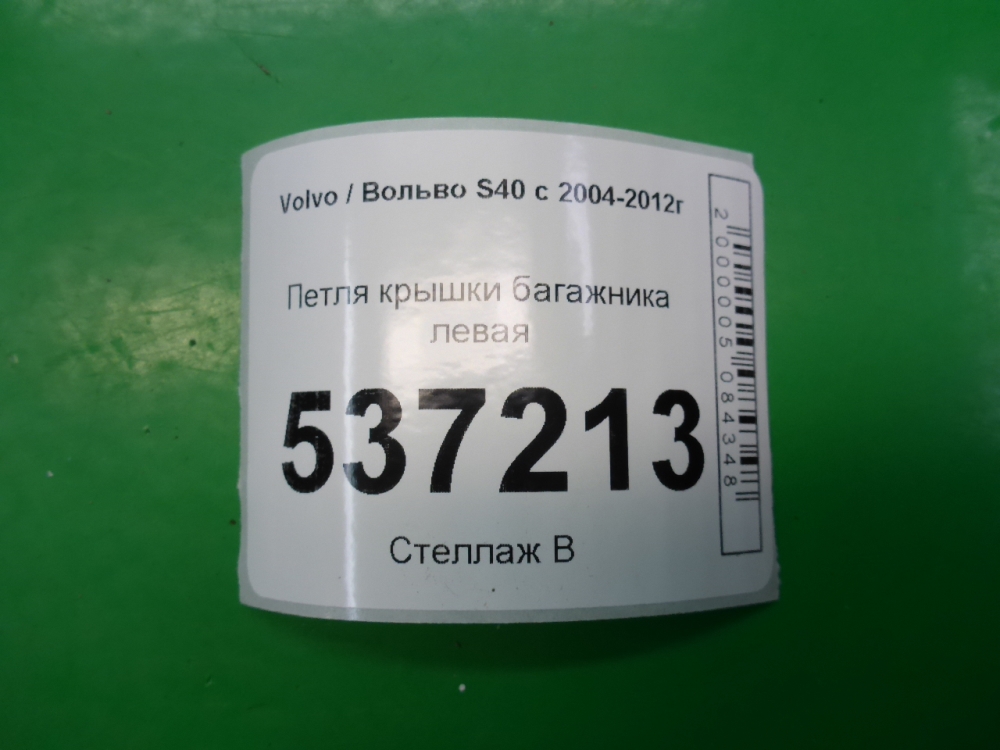 Volvo / Вольво S40 с 2004-2012г
Петля крышки багажника
левая
537213
Стеллаж В
2000005084348